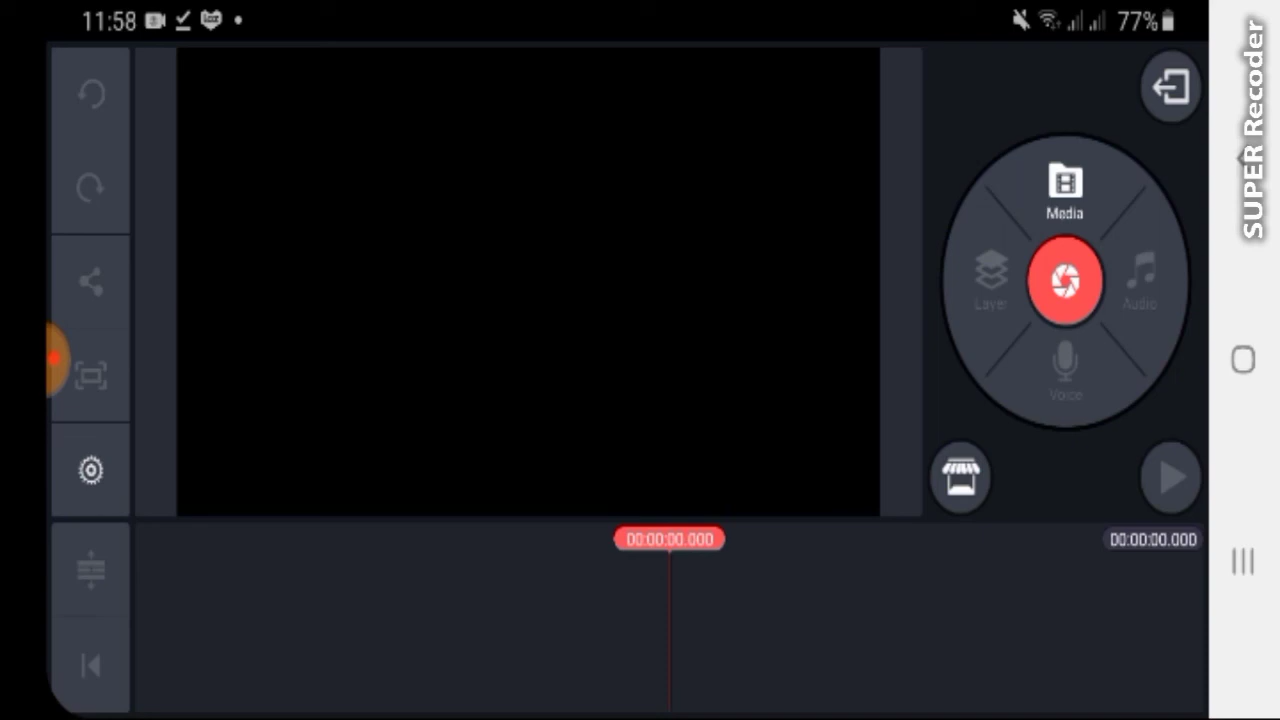 11:58
77%
Media
Layer
Audio
Voice
00:00:00.000
00:00:00.000
SUPER Recoder